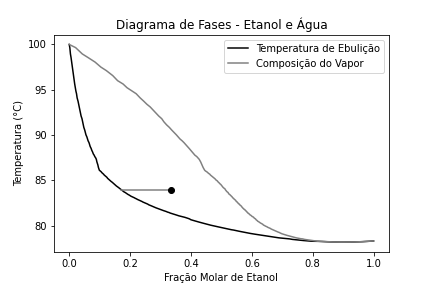 Diagrama de Fases - Etanol e Água
Temperatura de Ebulição
Composição do Vapor
Temperatura (°C)
100
95
90
85
80
0.0 0.2 0.4 0.6 0.8 1.0
Fração Molar de Etanol